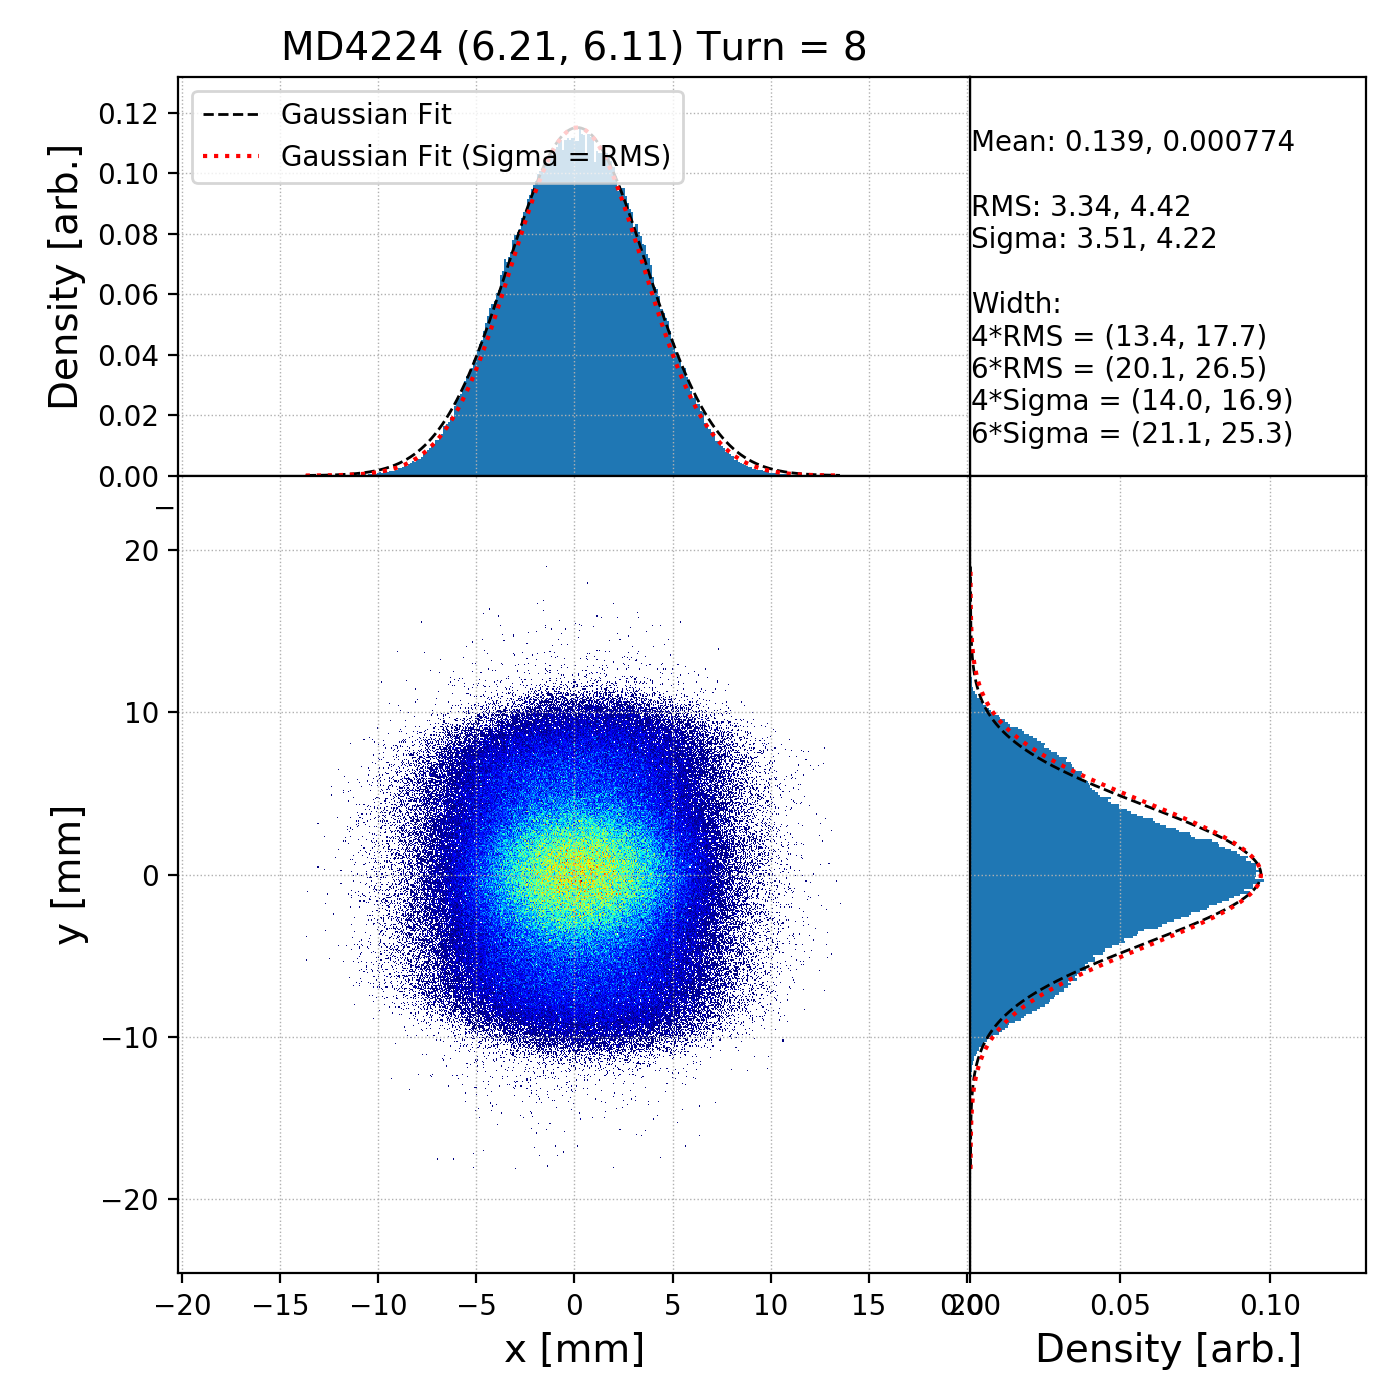 MD4224 (6.21, 6.11) Turn = 8
Gaussian Fit
Gaussian Fit (Sigma = RMS)
Density [arb.]
0.12
0.10
0.08
0.06
0.04
0.02
0.00
Mean: 0.139, 0.000774
RMS: 3.34, 4.42
Sigma: 3.51, 4.22
Width:
4*RMS = (13.4, 17.7)
6*RMS = (20.1, 26.5)
4*Sigma = (14.0, 16.9)
6*Sigma = (21.1, 25.3)
y [mm]
20
10
0
−10
−20
−20 −15 −10 −5 0 5 10 15 20
0.00 0.05 0.10
x [mm]
Density [arb.]